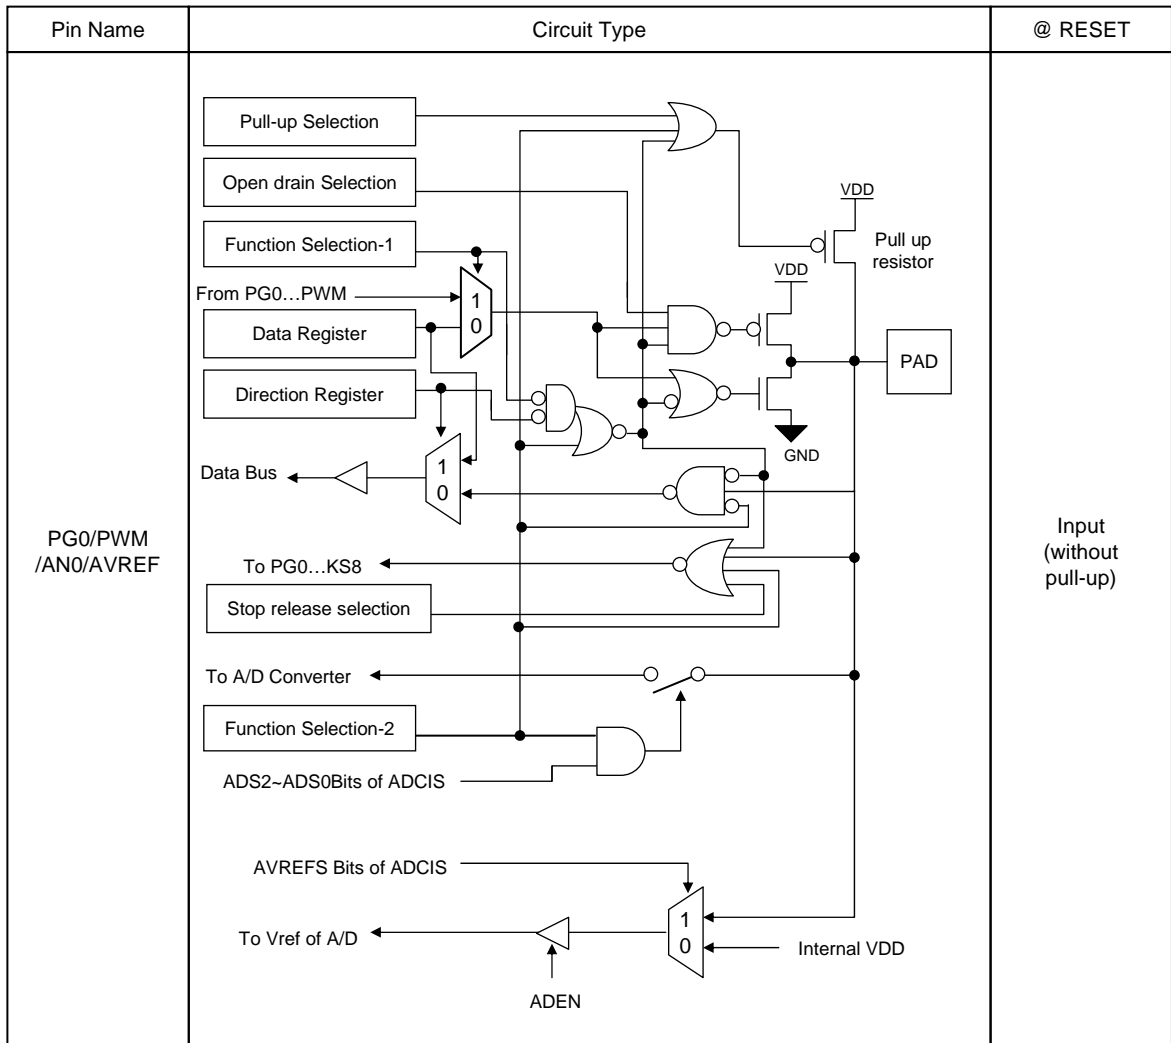 Pin Name
Circuit Type
@ RESET
Pull-up Selection
Open drain Selection
VDD
Function Selection-1
Pull up
resistor
VDD
From PG0…PWM
1
0
Data Register
PAD
Direction Register
GND
Data Bus
1
0
PG0/PWM
/AN0/AVREF
Input
(without
pull-up)
To PG0…KS8
Stop release selection
To A/D Converter
Function Selection-2
ADS2~ADS0Bits of ADCIS
AVREFS Bits of ADCIS
1
0
To Vref of A/D
Internal VDD
ADEN